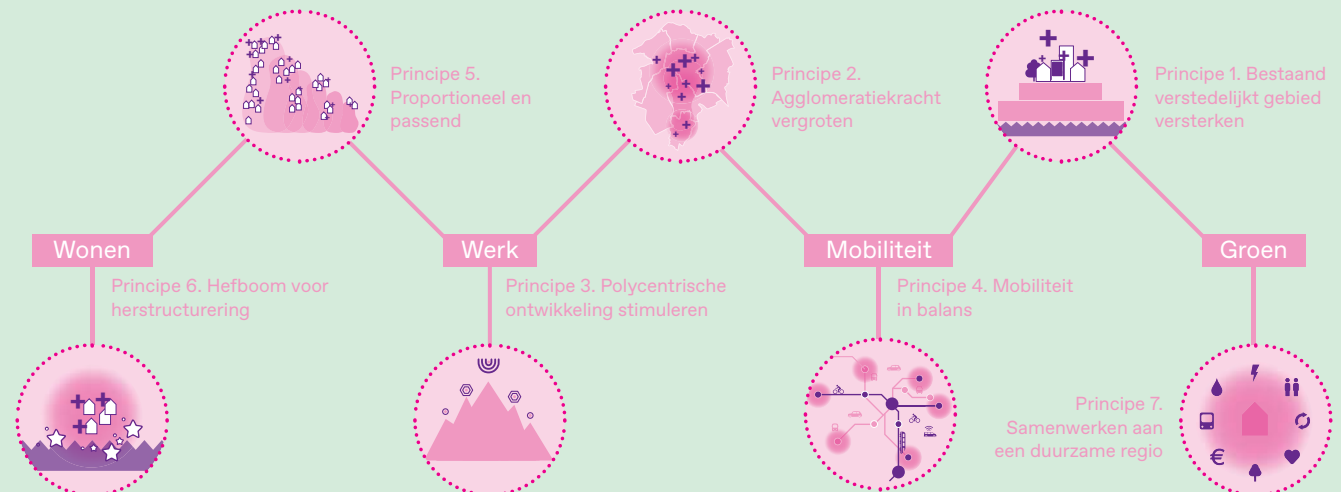 Principe 5.
Proportioneel en
passend
Principe 2.
Agglomeratiekracht
vergroten
Principe 1. Bestaand
verstedelijkt gebied
versterken
Wonen
Werk
Mobiliteit
Groen
Principe 6. Hefboom voor
herstructurering
Principe 3. Polycentrische
ontwikkeling stimuleren
Principe 4. Mobiliteit
in balans
Principe 7.
Samenwerken aan
een duurzame regio
€